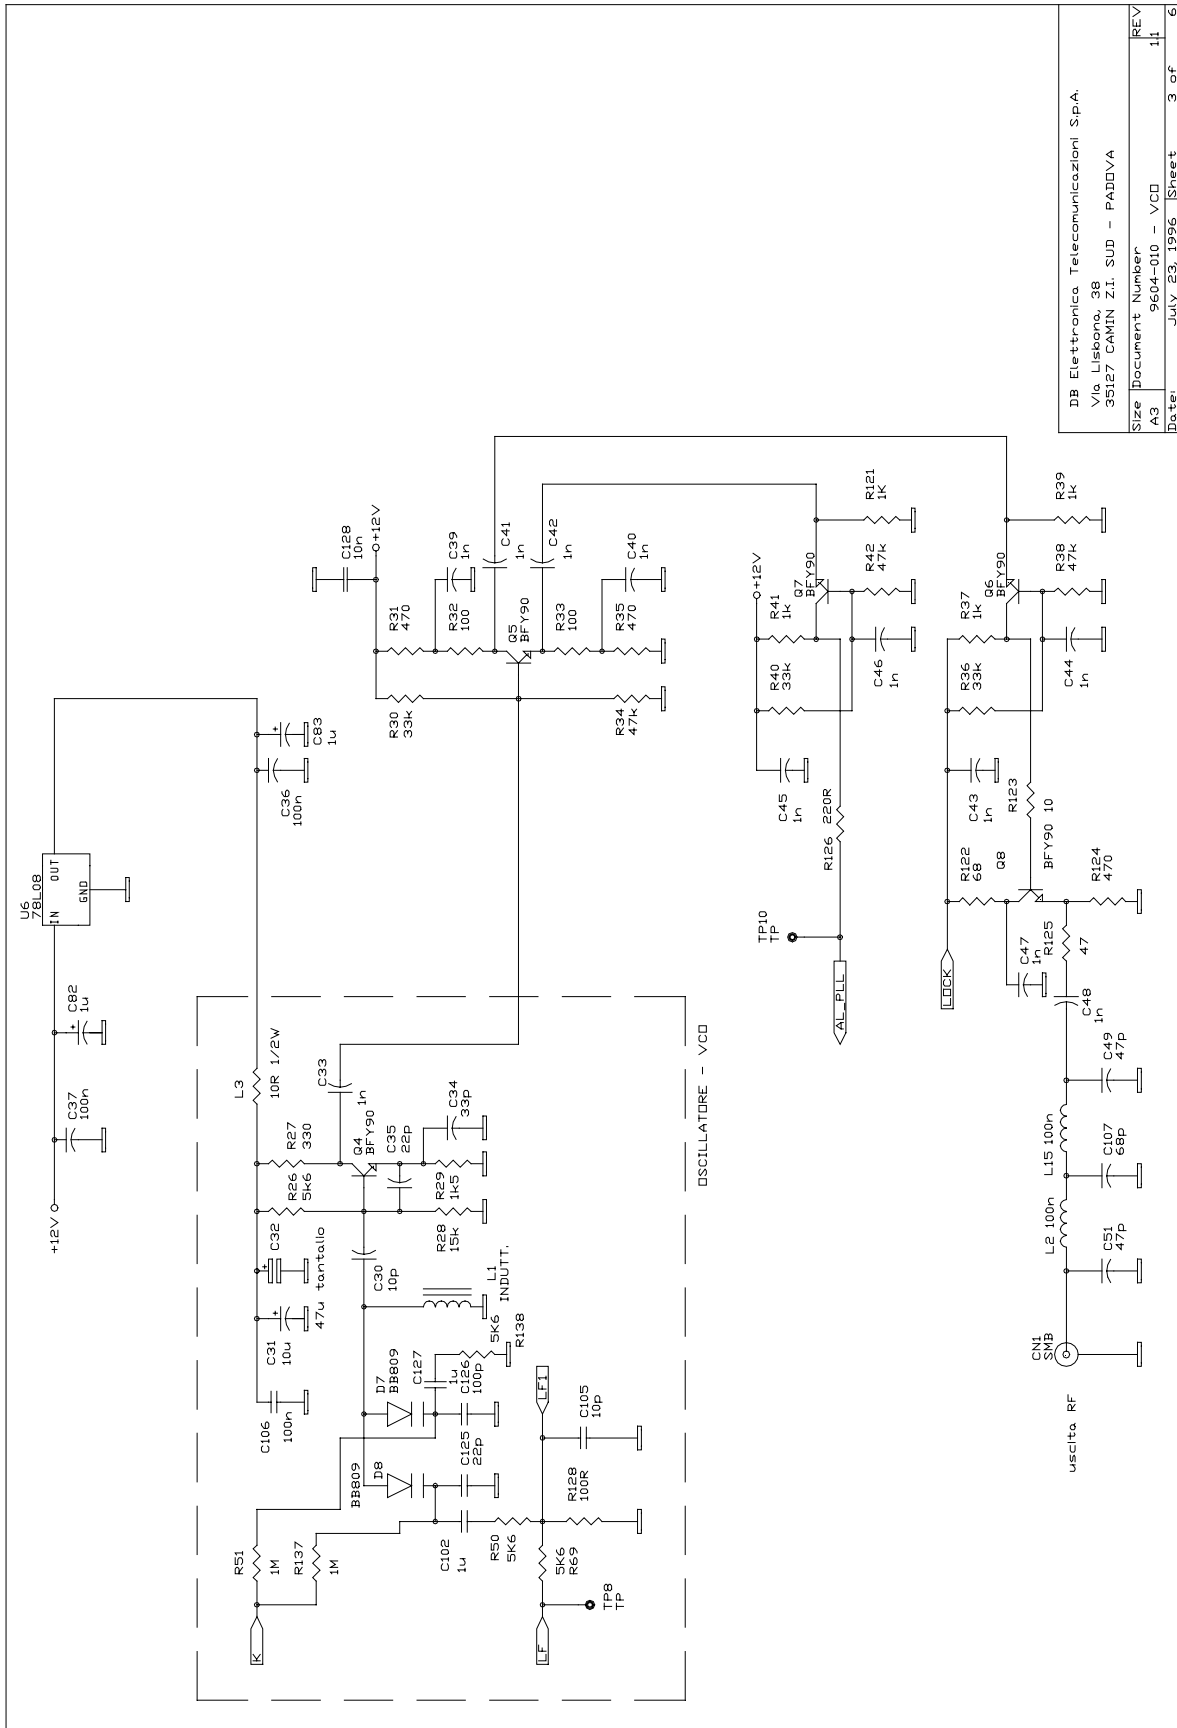 U6
78L08
IN OUT
GND
+12V
C37
100n
C82
1u
C36
100n
C83
1u
L3
10R 1/2W
C106
100n
C31
10u
C32
47u tantallo
R26
5k6
R27
330
C33
1n
Q4
BFY90
C35
22p
C34
33p
R28
15k
R29
1k5
C30
10p
L1
INDUTT.
K
R51
1M
R137
1M
BB809
D8
D7
BB809
C127
1u
5K6
R138
C126
100p
C125
22p
C102
1u
R50
5K6
R128
100R
C105
10p
LF1
LF
5K6
R69
TP8
TP
OSCILLATORE - VCO
C128
10n
+12V
R31
470
R32
100
C39
1n
C41
1n
Q5
BFY90
C42
1n
R33
100
R35
470
C40
1n
R30
33k
R34
47k
+12V
R41
1k
R40
33k
Q7
BFY90
R42
47k
R121
1K
C46
1n
C45
1n
R126 220R
TP10
TP
AL_PLL
LOCK
R37
1k
R36
33k
Q6
BFY90
R38
47k
R39
1k
C44
1n
C43
1n
R123
10
R122
68
Q8
BFY90
R124
470
C47
1n
R125
47
C48
1n
C49
47p
L15 100n
C107
68p
L2 100n
C51
47p
CN1
SMB
uscita RF
DB Elettronica Telecomunicazioni S.p.A.
Via Lisbona, 38
35127 CAMIN Z.I. SUD - PADOVA
Size Document Number REV
A3 9604-010 - VCO 1.1
Date: July 23, 1996 Sheet 3 of 6